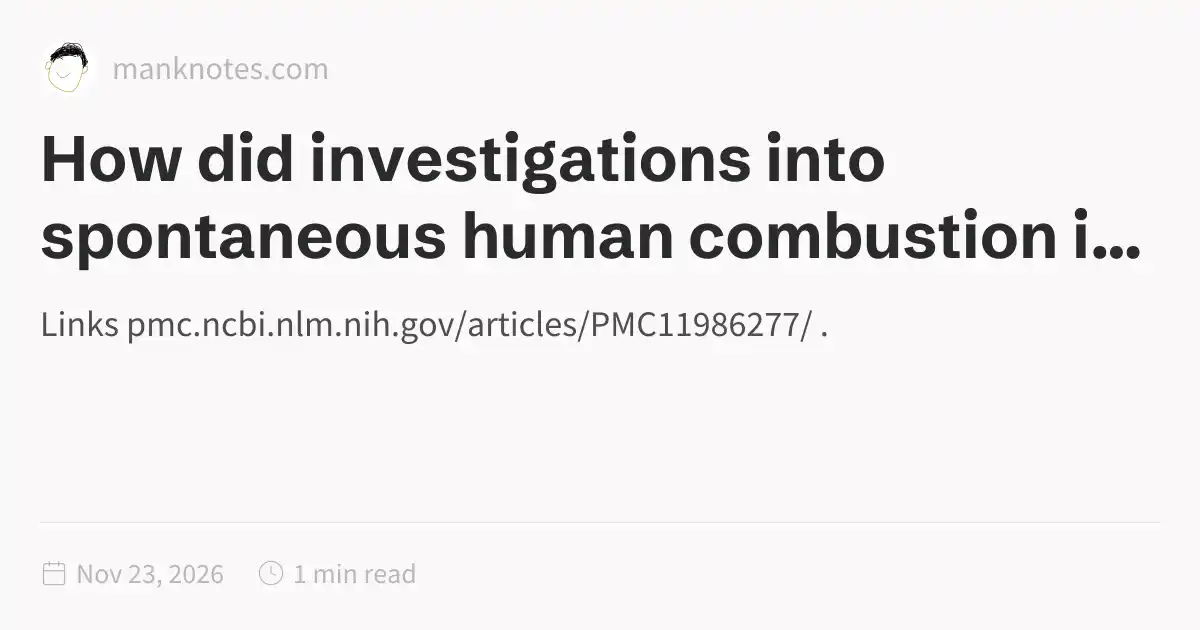 manknotes.com
How did investigations into
spontaneous human combustion i...
Links pmc.ncbi.nlm.nih.gov/articles/PMC11986277/ .
Nov 23, 2026 1 min read